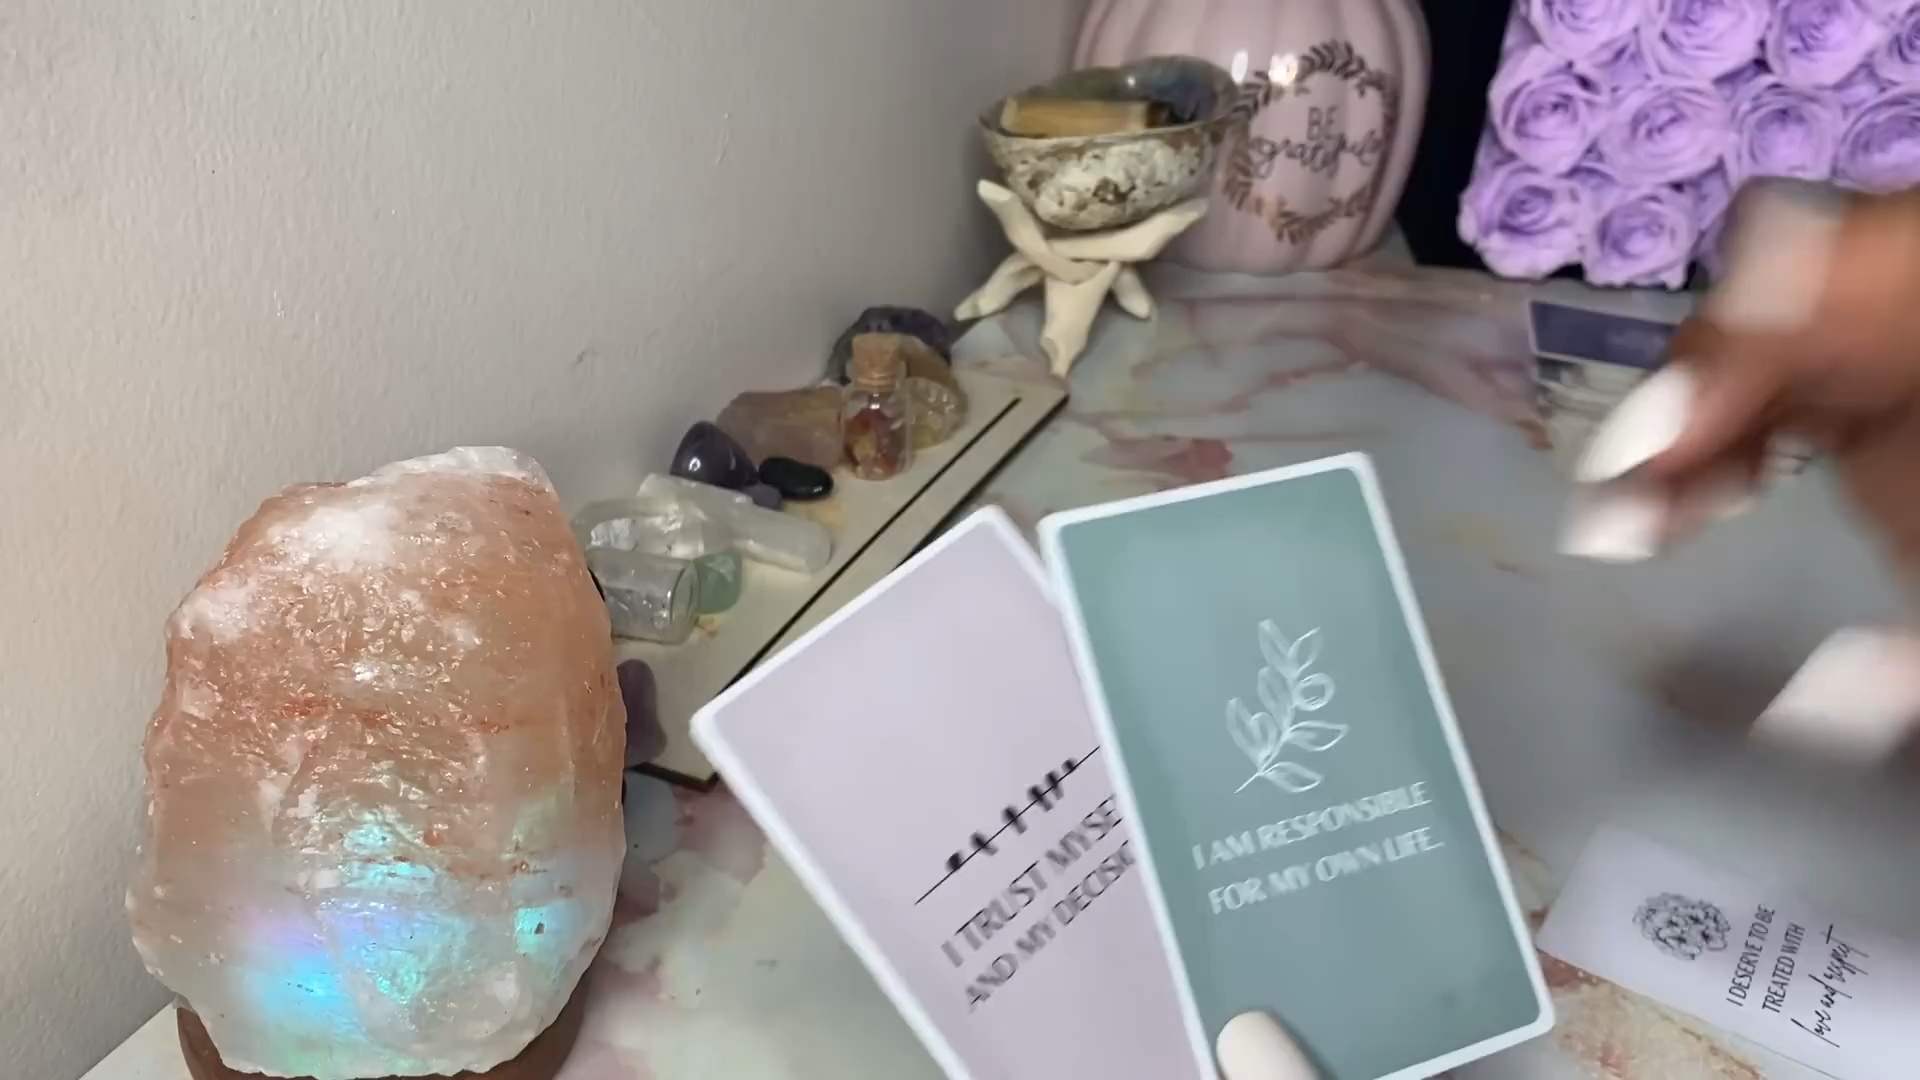 BE
grateful
I TRUST MYSE
AND MY DECISIO
I AM RESPONSIBLE
FOR MY OWN LIFE.
I DESERVE TO BE
TREATED WITH
love and respect